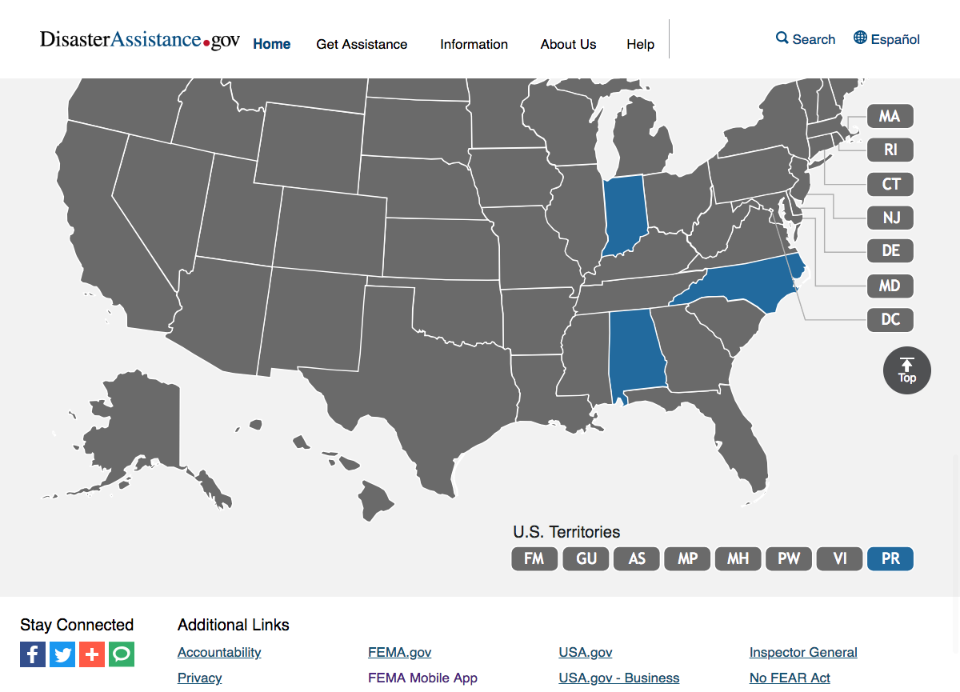 DisasterAssistance.gov
Home Get Assistance Information About Us Help Search Español
MA
RI
CT
NJ
DE
MD
DC
Top
U.S. Territories
FM GU AS MP MH PW VI PR
Stay Connected
Additional Links
Accountability FEMA.gov USA.gov Inspector General
Privacy FEMA Mobile App USA.gov - Business No FEAR Act